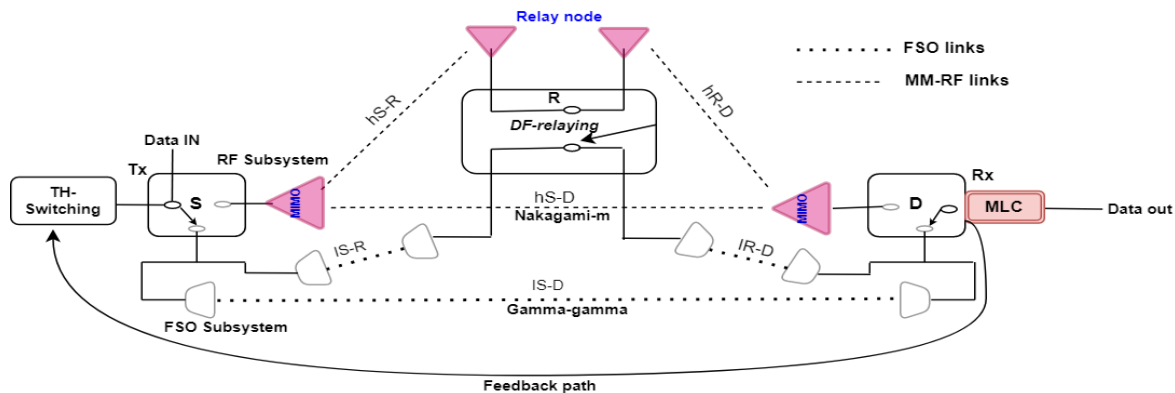 Relay node
FSO links
MM-RF links
hS-R
hR-D
R
DF-relaying
Data IN
Tx
RF Subsystem
TH-
Switching
S
MIMO
hS-D
Nakagami-m
MIMO
D
Rx
MLC
Data out
IS-R
IR-D
IS-D
Gamma-gamma
FSO Subsystem
Feedback path